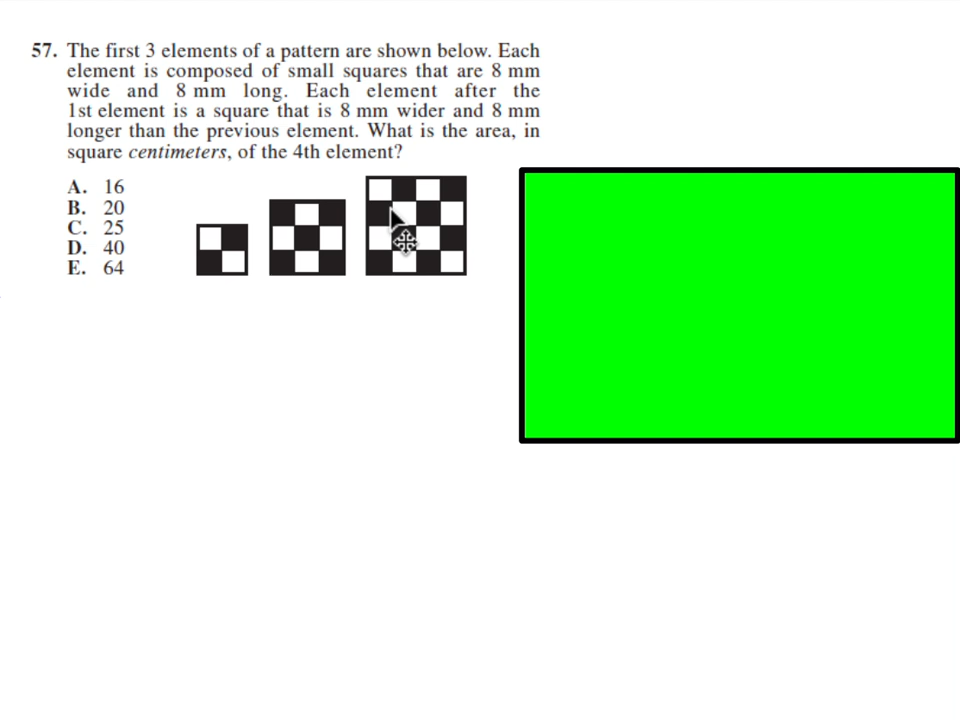 57. The first 3 elements of a pattern are shown below. Each
element is composed of small squares that are 8 mm
wide and 8 mm long. Each element after the
1st element is a square that is 8 mm wider and 8 mm
longer than the previous element. What is the area, in
square centimeters, of the 4th element?
A. 16
B. 20
C. 25
D. 40
E. 64